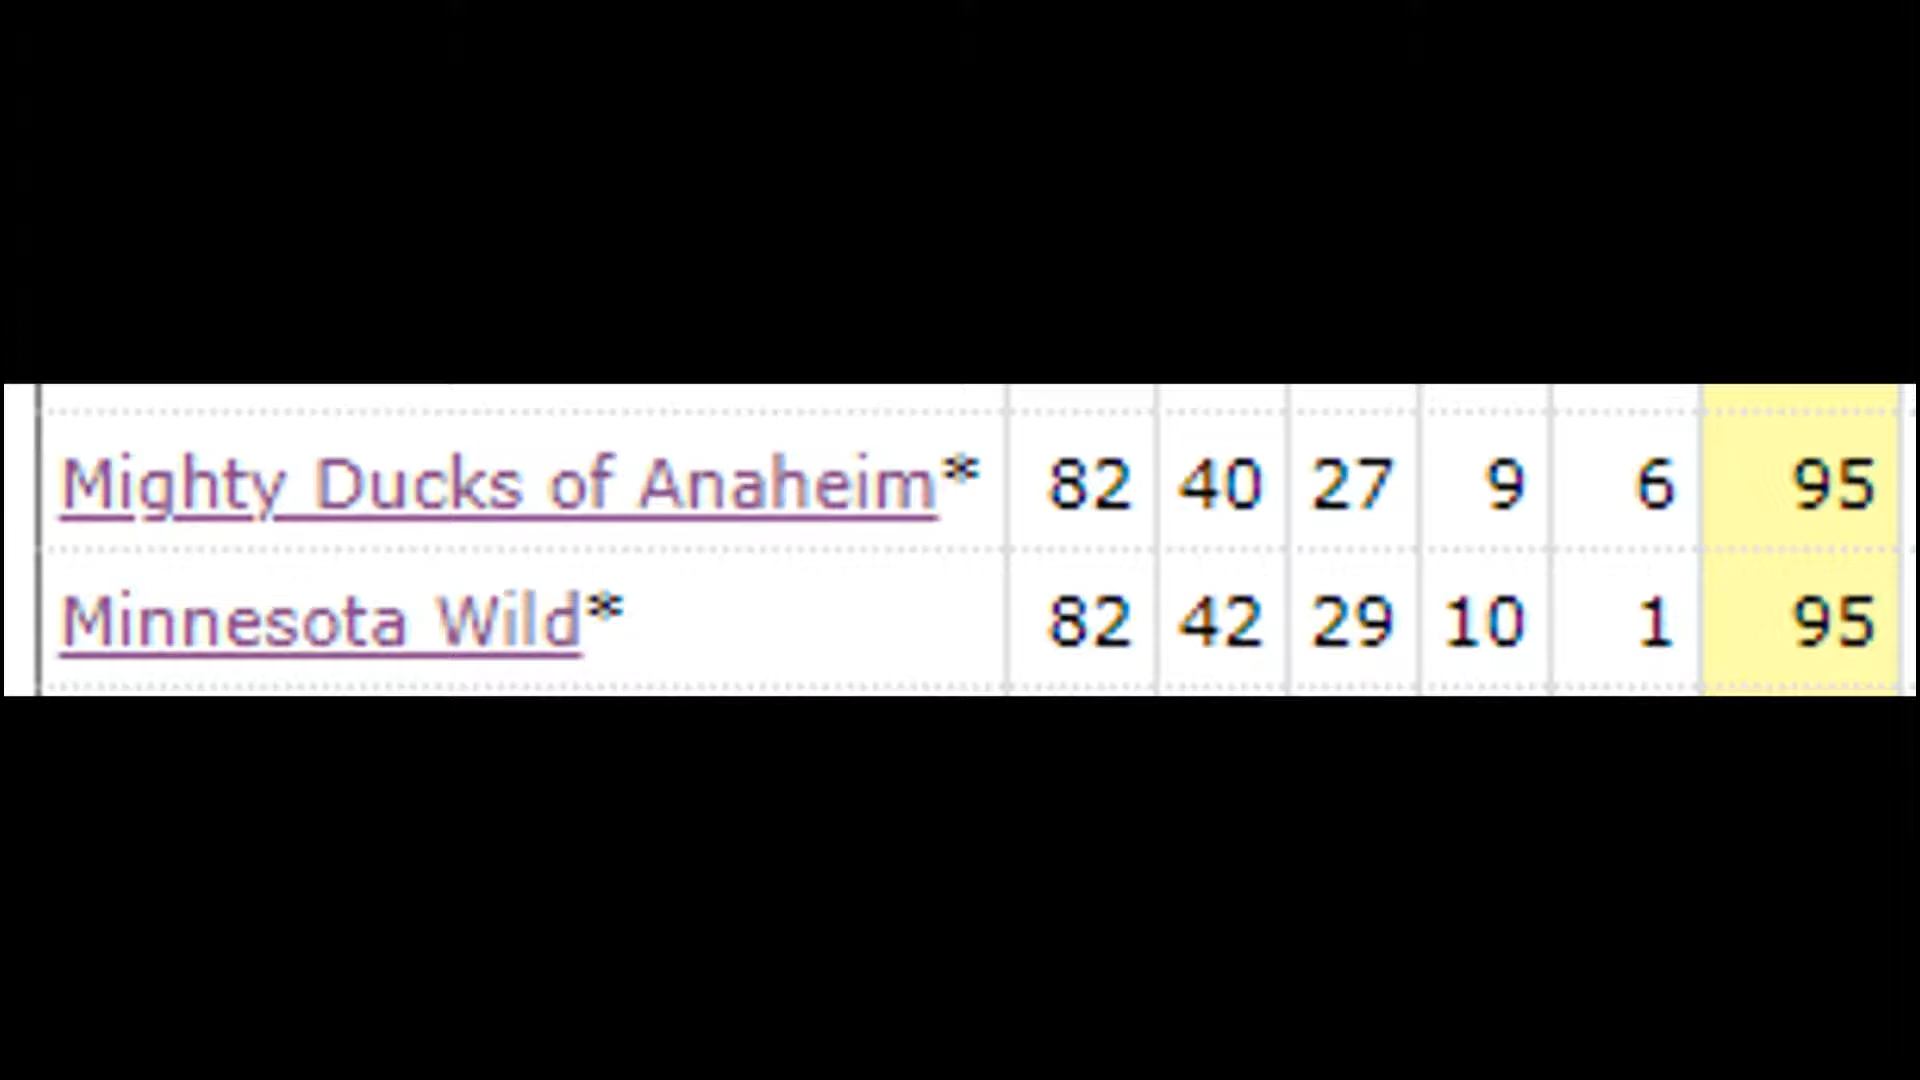 Mighty Ducks of Anaheim* 82 40 27 9 6 95
Minnesota Wild* 82 42 29 10 1 95